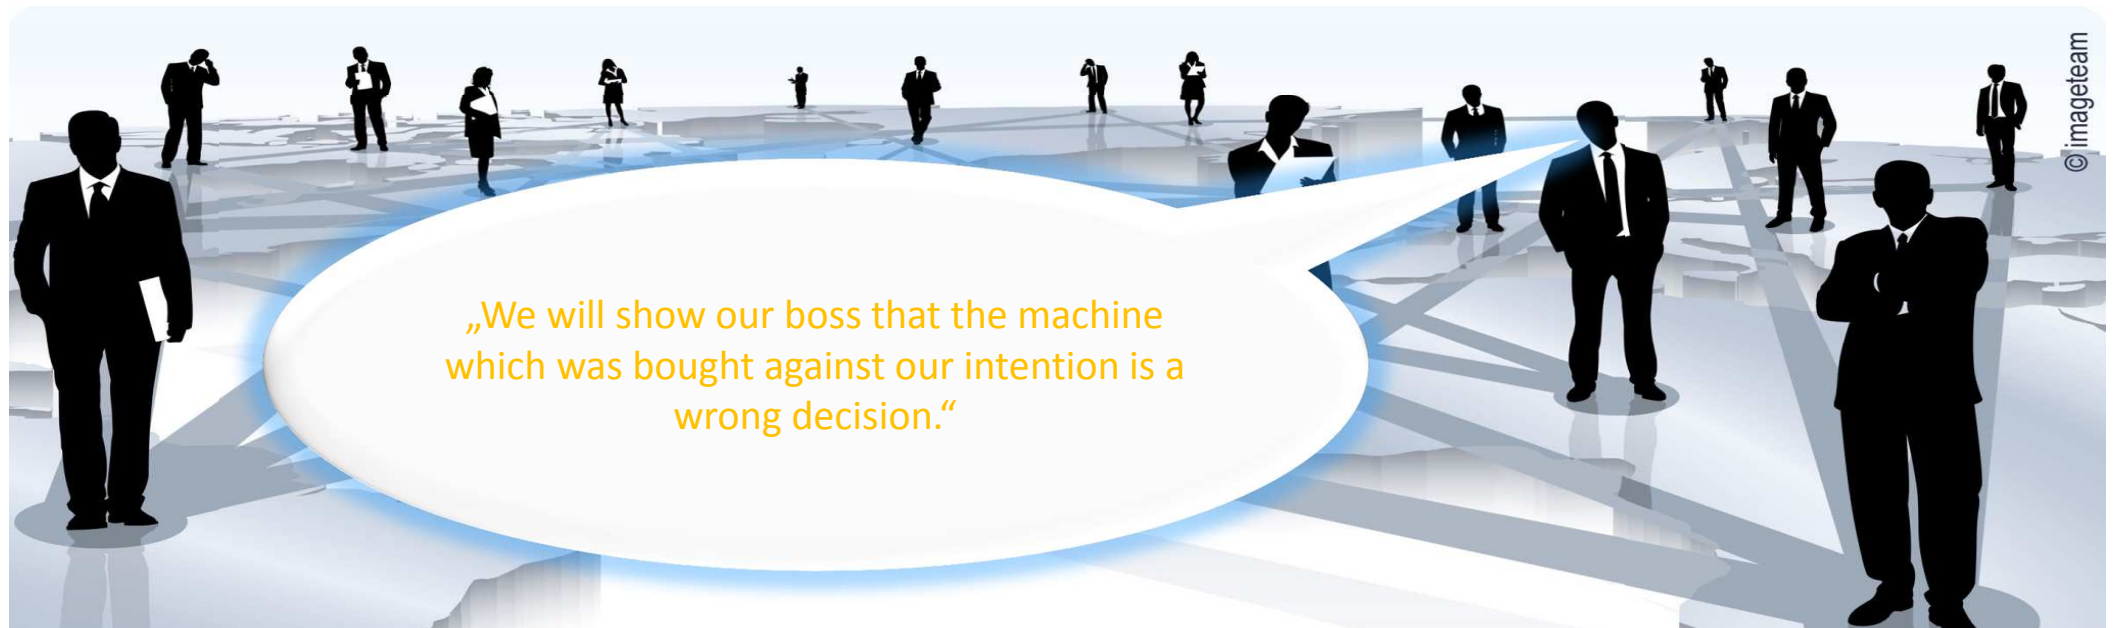 „We will show our boss that the machine
which was bought against our intention is a
wrong decision.“
© imageteam